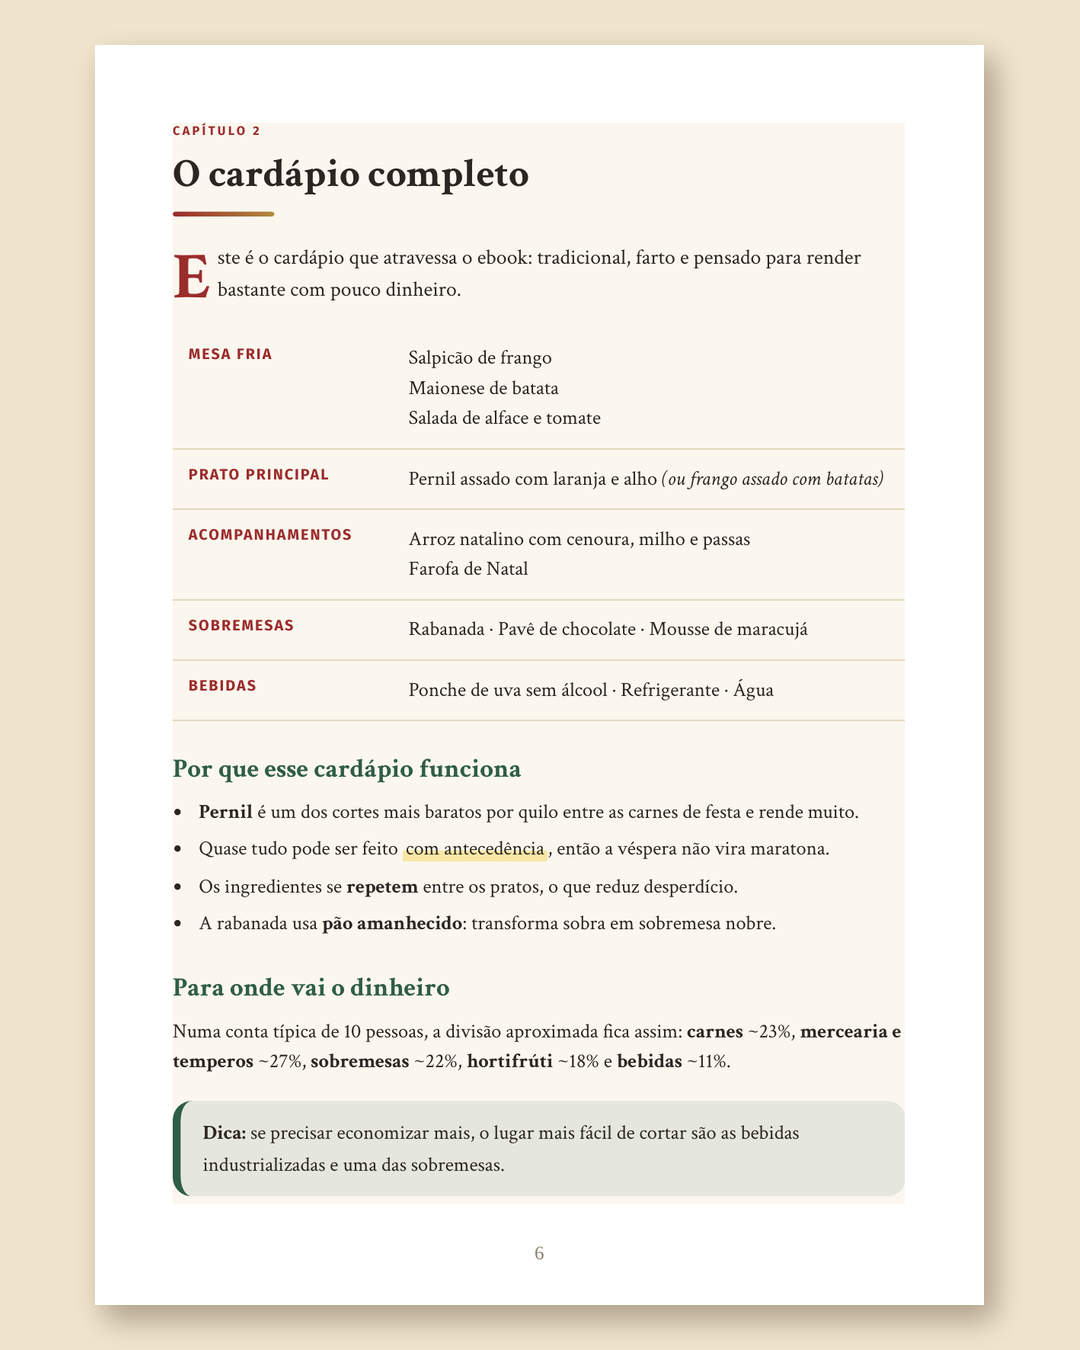 CAPÍTULO 2
O cardápio completo
Este é o cardápio que atravessa o ebook: tradicional, farto e pensado para render
bastante com pouco dinheiro.
MESA FRIA
Salpicão de frango
Maionese de batata
Salada de alface e tomate
PRATO PRINCIPAL
Pernil assado com laranja e alho (ou frango assado com batatas)
ACOMPANHAMENTOS
Arroz natalino com cenoura, milho e passas
Farofa de Natal
SOBREMESAS
Rabanada · Pavê de chocolate · Mousse de maracujá
BEBIDAS
Ponche de uva sem álcool · Refrigerante · Água
Por que esse cardápio funciona
• Pernil é um dos cortes mais baratos por quilo entre as carnes de festa e rende muito.
• Quase tudo pode ser feito com antecedência, então a véspera não vira maratona.
• Os ingredientes se repetem entre os pratos, o que reduz desperdício.
• A rabanada usa pão amanhecido: transforma sobra em sobremesa nobre.
Para onde vai o dinheiro
Numa conta típica de 10 pessoas, a divisão aproximada fica assim: carnes ~23%, mercearia e
temperos ~27%, sobremesas ~22%, hortifrúti ~18% e bebidas ~11%.
Dica: se precisar economizar mais, o lugar mais fácil de cortar são as bebidas
industrializadas e uma das sobremesas.
6